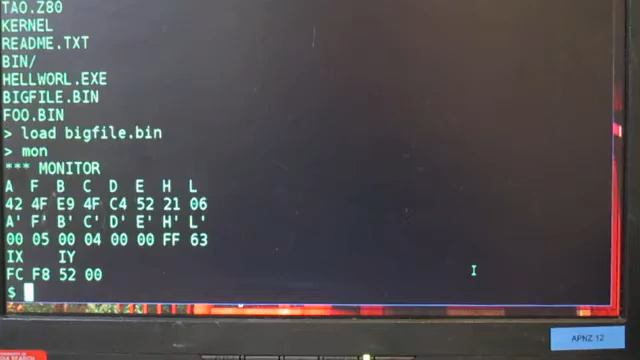 TAO.Z80
KERNEL
README.TXT
BIN/
HELLWORL.EXE
BIGFILE.BIN
FOO.BIN
> load bigfile.bin
> mon
*** MONITOR
A F B C D E H L
42 4F E9 4F C4 52 21 06
A' F' B' C' D' E' H' L'
00 05 00 04 00 00 FF 63
IX IY
FC F8 52 00
$
APNZ 12